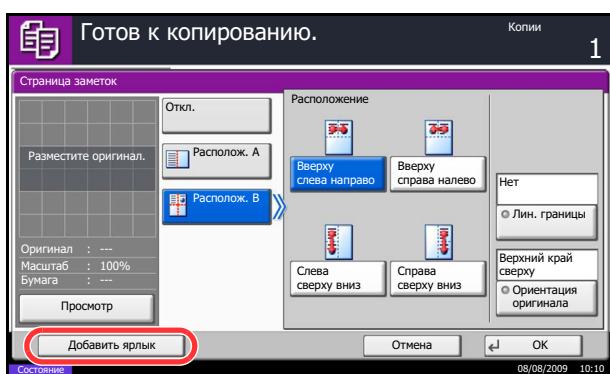 Готов к копированию.
Копии
1
Страница заметок
Разместите оригинал.
Оригинал : ---
Масштаб : 100%
Бумага : ---
Просмотр
Откл.
Располож. A
Располож. B
Расположение
Вверху
слева направо
Вверху
справа налево
Слева
сверху вниз
Справа
сверху вниз
Нет
Лин. границы
Верхний край
сверху
Ориентация
оригинала
Добавить ярлык
Отмена
OK
Состояние
08/08/2009 10:10